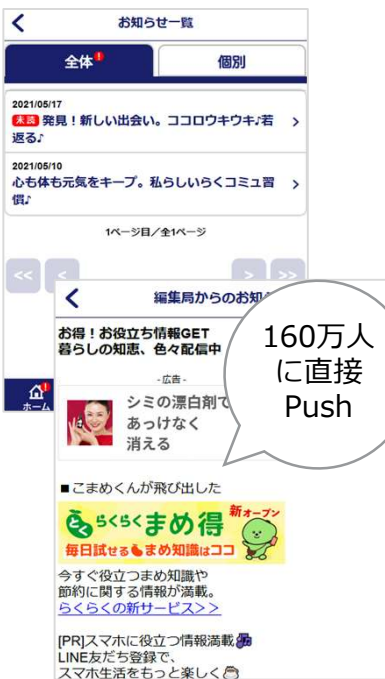 お知らせ一覧
全体
個別
2021/05/17
未読 発見！新しい出会い。ココロウキウキ♪若
返る♪
2021/05/10
心も体も元気をキープ。私らしいらくコミュ習
慣♪
1ページ目／全1ページ
<<
<
>
>>
ホーム
編集局からのお知
160万人
に直接
Push
お得！お役立ち情報GET
暮らしの知恵、色々配信中
- 広告 -
シミの漂白剤で
あっけなく
消える
■こまめくんが飛び出した
とく らくらくまめ得 新オープン
毎日試せるまめ知識はココ
今すぐ役立つまめ知識や
節約に関する情報が満載。
らくらくの新サービス>>
[PR]スマホに役立つ情報満載
LINE友だち登録で、
スマホ生活をもっと楽しく